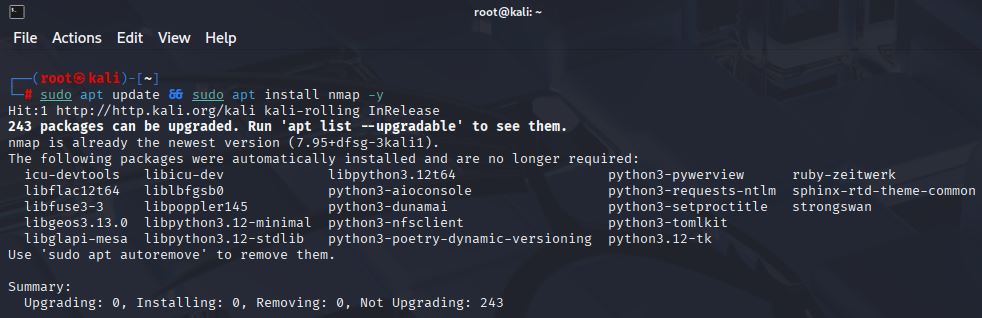 root@kali: ~
File Actions Edit View Help
┌──(root㉿kali)-[~]
└─# sudo apt update && sudo apt install nmap -y
Hit:1 http://http.kali.org/kali kali-rolling InRelease
243 packages can be upgraded. Run 'apt list --upgradable' to see them.
nmap is already the newest version (7.95+dfsg-3kali1).
The following packages were automatically installed and are no longer required:
  icu-devtools    libicu-dev              libpython3.12t64                   python3-pywerview      ruby-zeitwerk
  libflac12t64    liblbfgsb0              python3-aioconsole                 python3-requests-ntlm  sphinx-rtd-theme-common
  libfuse3-3      libpoppler145           python3-dunamai                    python3-setproctitle   strongswan
  libgeos3.13.0   libpython3.12-minimal   python3-nfsclient                  python3-tomlkit
  libglapi-mesa   libpython3.12-stdlib    python3-poetry-dynamic-versioning  python3.12-tk
Use 'sudo apt autoremove' to remove them.
Summary:
  Upgrading: 0, Installing: 0, Removing: 0, Not Upgrading: 243